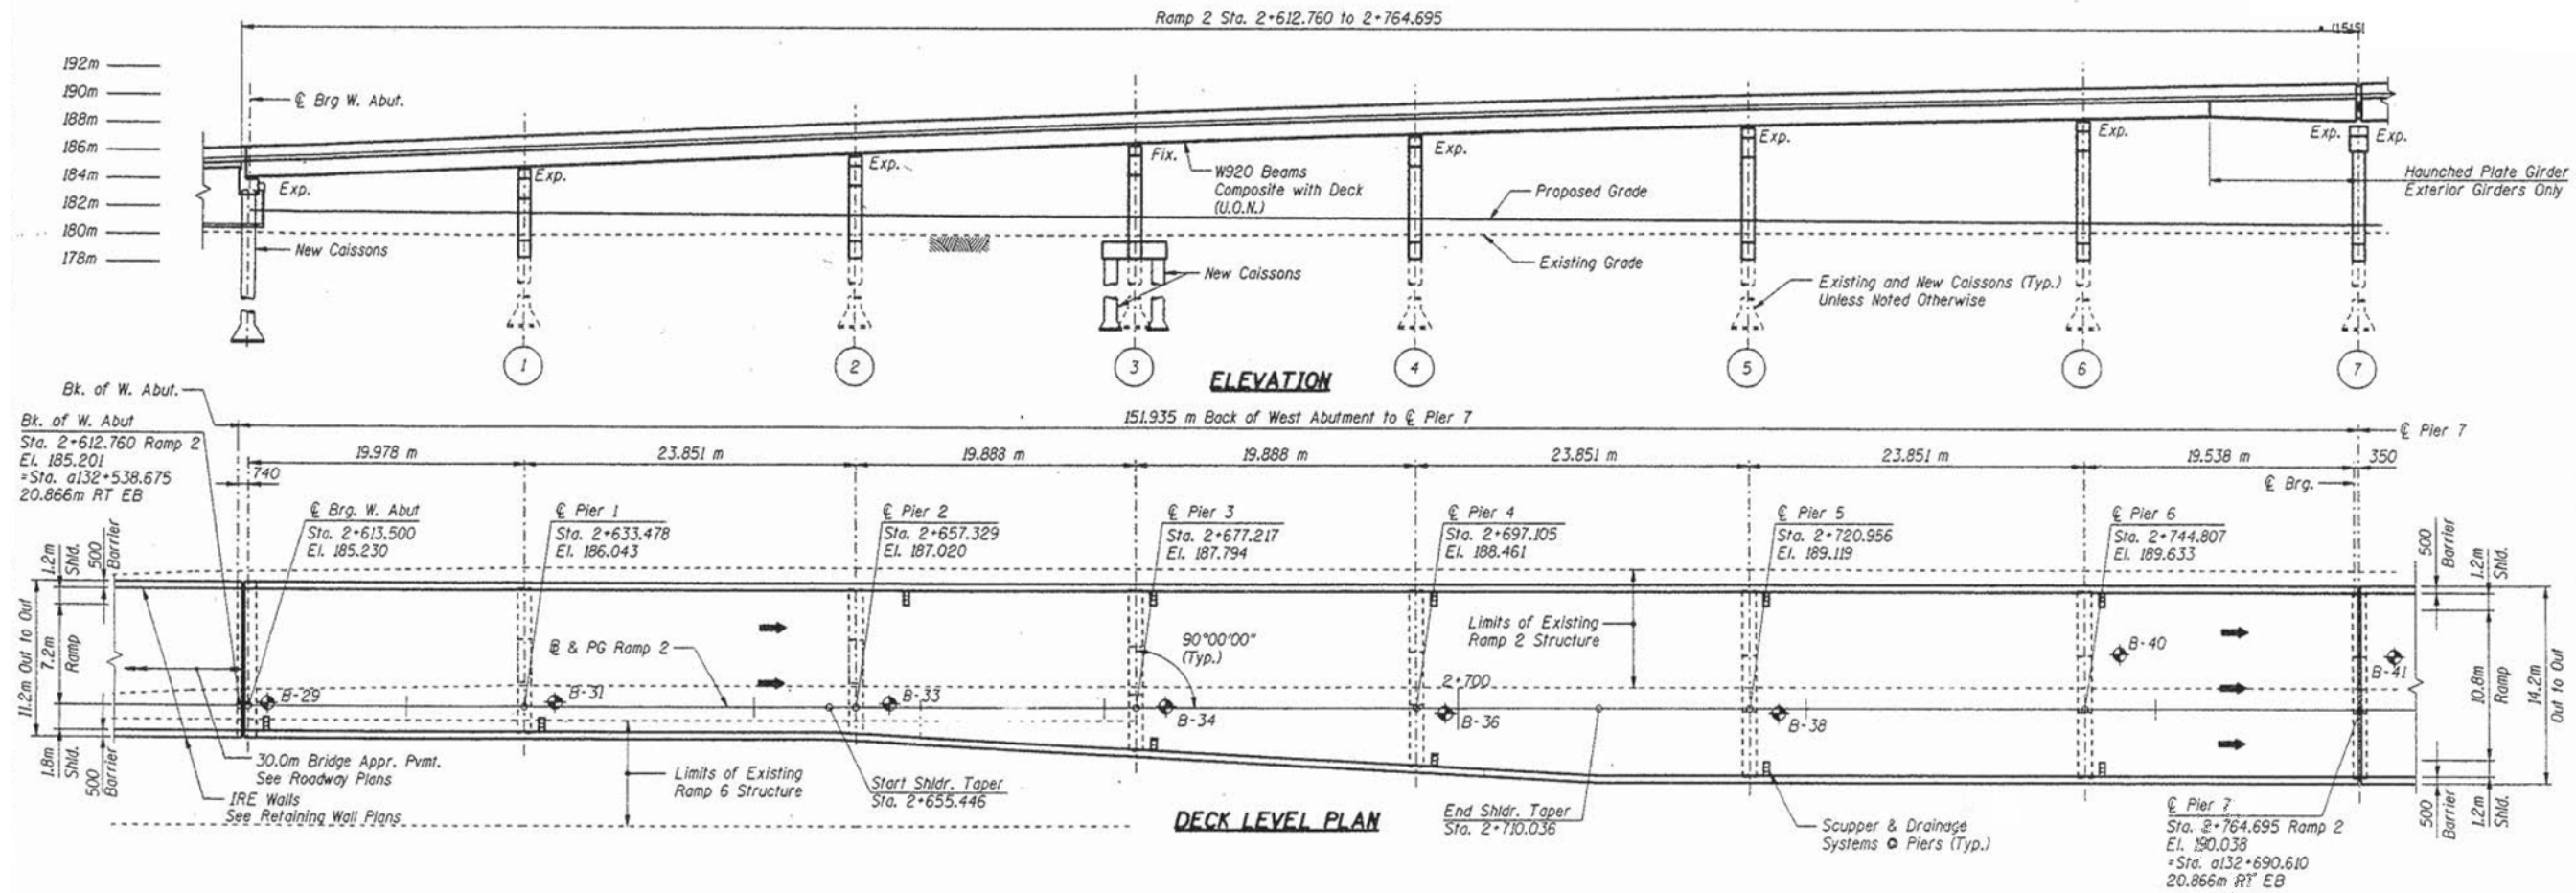 Ramp 2 Sta. 2+612.760 to 2+764.695
192m
190m
188m
186m
184m
182m
180m
178m
℄ Brg W. Abut.
Exp.
New Caissons
Exp.
Exp.
Fix.
W920 Beams
Composite with Deck
(U.O.N.)
New Caissons
Exp.
Proposed Grade
Existing Grade
Exp.
Existing and New Caissons (Typ.)
Unless Noted Otherwise
Exp.
Exp.
Exp.
Haunched Plate Girder
Exterior Girders Only
1
2
3
4
5
6
7
ELEVATION
Bk. of W. Abut.
151.935 m Back of West Abutment to ℄ Pier 7
℄ Pier 7
Bk. of W. Abut
Sta. 2+612.760 Ramp 2
El. 185.201
=Sta. a132+538.675
20.866m RT EB
740
19.978 m
23.851 m
19.888 m
19.888 m
23.851 m
23.851 m
19.538 m
350
℄ Brg.
℄ Brg. W. Abut
Sta. 2+613.500
El. 185.230
℄ Pier 1
Sta. 2+633.478
El. 186.043
℄ Pier 2
Sta. 2+657.329
El. 187.020
℄ Pier 3
Sta. 2+677.217
El. 187.794
℄ Pier 4
Sta. 2+697.105
El. 188.461
℄ Pier 5
Sta. 2+720.956
El. 189.119
℄ Pier 6
Sta. 2+744.807
El. 189.633
1.2m
Shld.
500
Barrier
11.2m Out to Out
7.2m
Ramp
1.8m
Shld.
500
Barrier
B & PG Ramp 2
90°00'00"
(Typ.)
Limits of Existing
Ramp 2 Structure
2+700
B-29
B-31
B-33
B-34
B-36
B-38
B-40
B-41
500
Barrier
1.2m
Shld.
10.8m
Ramp
14.2m
Out to Out
500
Barrier
1.2m
Shld.
30.0m Bridge Appr. Pvmt.
See Roadway Plans
IRE Walls
See Retaining Wall Plans
Limits of Existing
Ramp 6 Structure
Start Shldr. Taper
Sta. 2+655.446
DECK LEVEL PLAN
End Shldr. Taper
Sta. 2+710.036
Scupper & Drainage
Systems @ Piers (Typ.)
℄ Pier 7
Sta. 2+764.695 Ramp 2
El. 190.038
=Sta. a132+690.610
20.866m RT EB